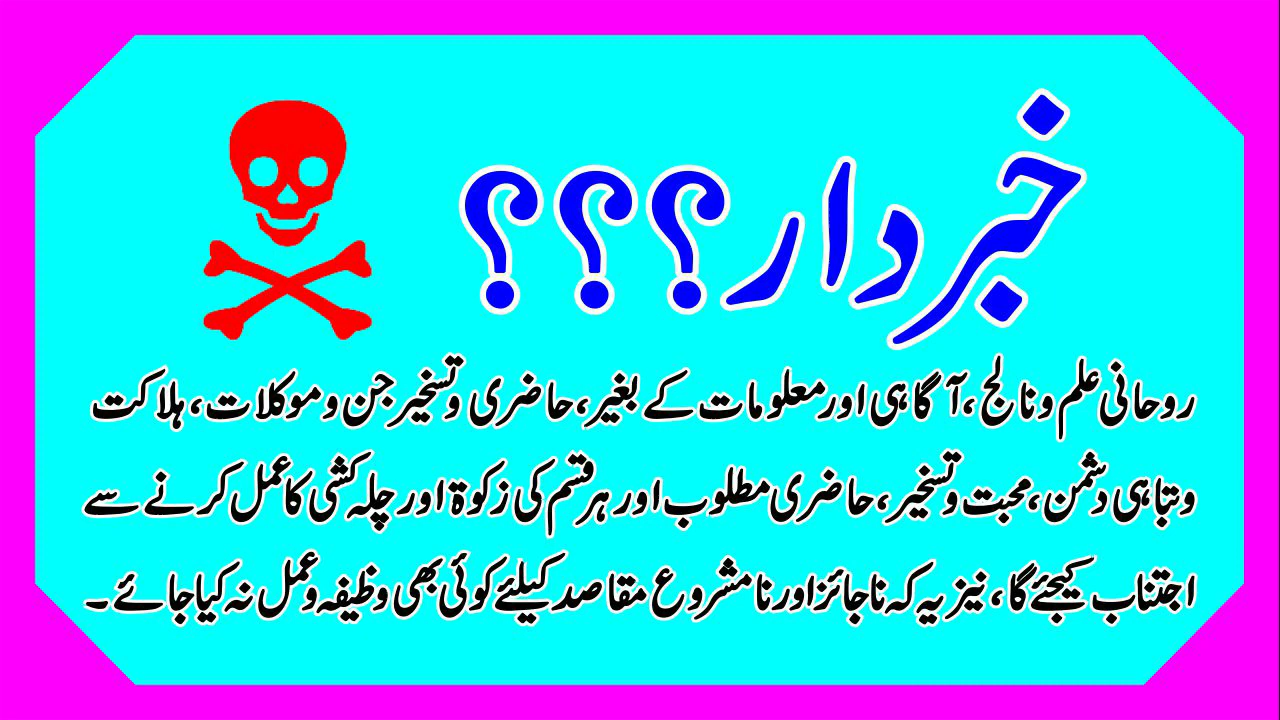 خبردار؟؟؟
روحانی علم و نالج، آگاہی اور معلومات کے بغیر، حاضری و تسخیر جن و موکلات، ہلاکت
و تباہی دشمن، محبت و تسخیر، حاضری مطلوب اور ہر قسم کی زکوۃ اور چلہ کشی کا عمل کرنے سے
اجتناب کیجئے گا، نیز یہ کہ ناجائز اور نامشروع مقاصد کیلئے کوئی بھی وظیفہ و عمل نہ کیا جائے۔